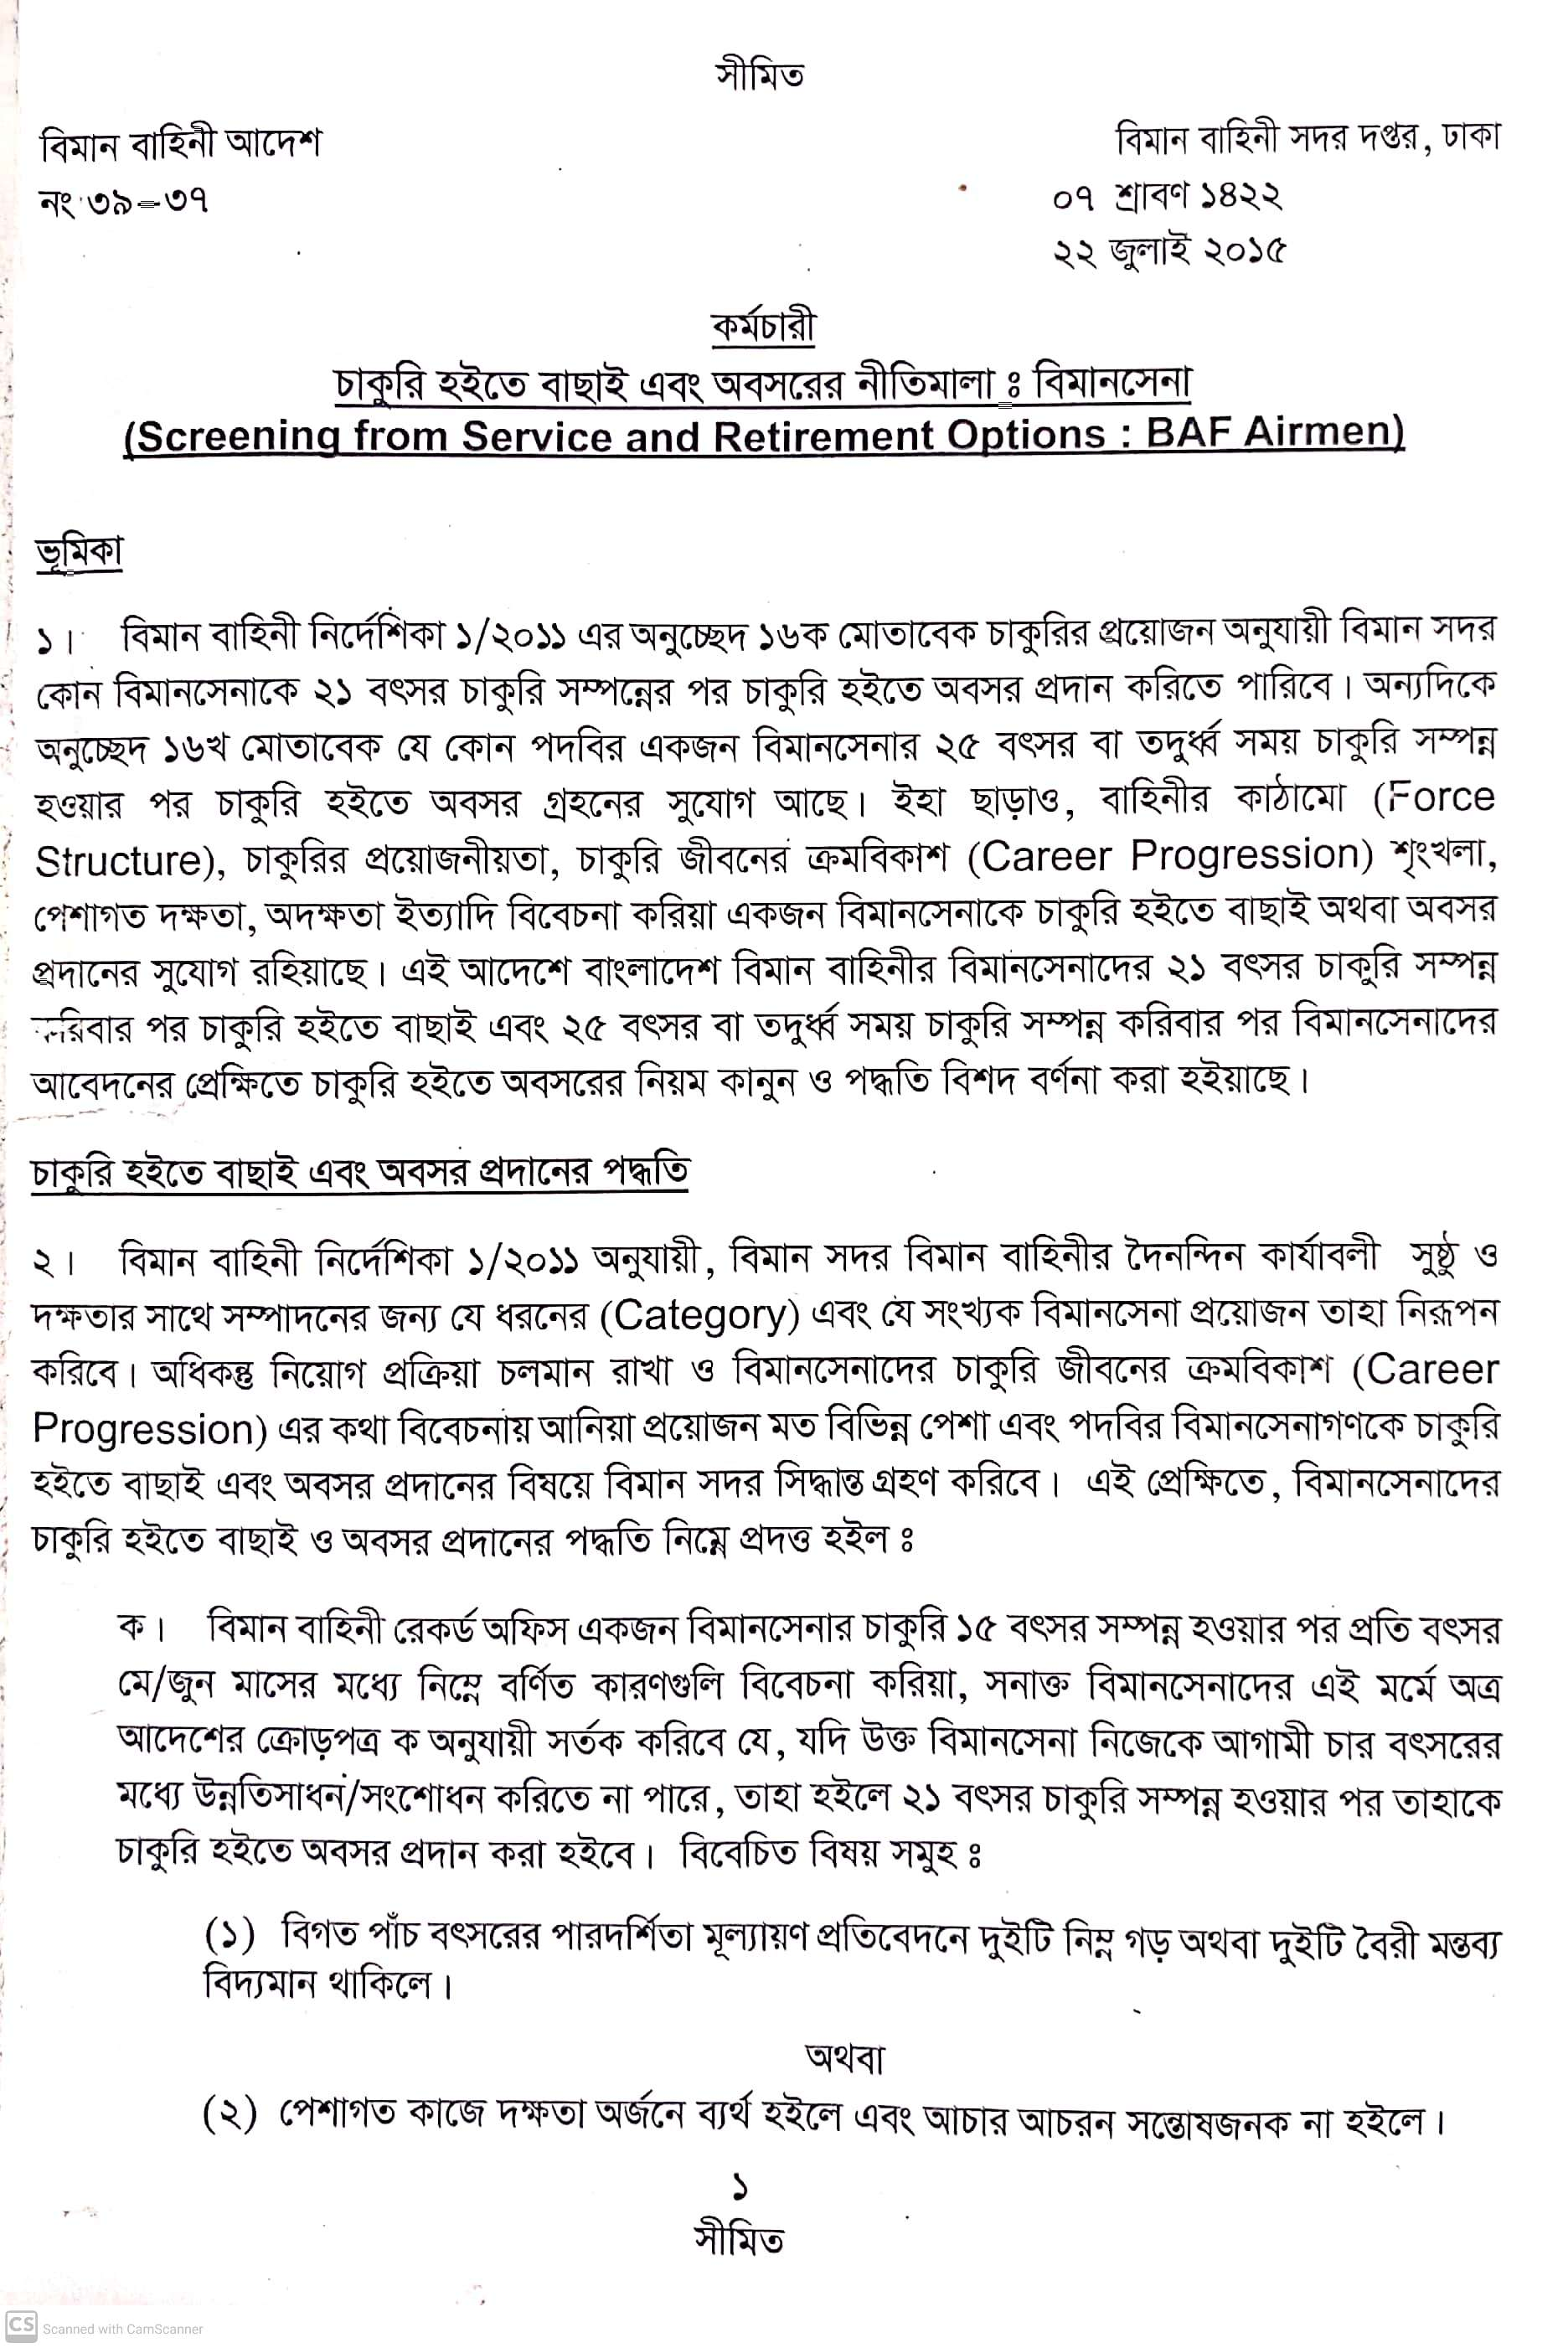 সীমিত
বিমান বাহিনী আদেশ
নং ৩৯-৩৭
বিমান বাহিনী সদর দপ্তর, ঢাকা
০৭ শ্রাবণ ১৪২২
২২ জুলাই ২০১৫
কর্মচারী
চাকুরি হইতে বাছাই এবং অবসরের নীতিমালা ঃ বিমানসেনা
(Screening from Service and Retirement Options : BAF Airmen)
ভূমিকা
১। বিমান বাহিনী নির্দেশিকা ১/২০১১ এর অনুচ্ছেদ ১৬ক মোতাবেক চাকুরির প্রয়োজন অনুযায়ী বিমান সদর
কোন বিমানসেনাকে ২১ বৎসর চাকুরি সম্পন্নের পর চাকুরি হইতে অবসর প্রদান করিতে পারিবে। অন্যদিকে
অনুচ্ছেদ ১৬খ মোতাবেক যে কোন পদবির একজন বিমানসেনার ২৫ বৎসর বা তদুর্ধ্ব সময় চাকুরি সম্পন্ন
হওয়ার পর চাকুরি হইতে অবসর গ্রহনের সুযোগ আছে। ইহা ছাড়াও, বাহিনীর কাঠামো (Force
Structure), চাকুরির প্রয়োজনীয়তা, চাকুরি জীবনের ক্রমবিকাশ (Career Progression) শৃংখলা,
পেশাগত দক্ষতা, অদক্ষতা ইত্যাদি বিবেচনা করিয়া একজন বিমানসেনাকে চাকুরি হইতে বাছাই অথবা অবসর
প্রদানের সুযোগ রহিয়াছে। এই আদেশে বাংলাদেশ বিমান বাহিনীর বিমানসেনাদের ২১ বৎসর চাকুরি সম্পন্ন
করিবার পর চাকুরি হইতে বাছাই এবং ২৫ বৎসর বা তদুর্ধ্ব সময় চাকুরি সম্পন্ন করিবার পর বিমানসেনাদের
আবেদনের প্রেক্ষিতে চাকুরি হইতে অবসরের নিয়ম কানুন ও পদ্ধতি বিশদ বর্ণনা করা হইয়াছে।
চাকুরি হইতে বাছাই এবং অবসর প্রদানের পদ্ধতি
২। বিমান বাহিনী নির্দেশিকা ১/২০১১ অনুযায়ী, বিমান সদর বিমান বাহিনীর দৈনন্দিন কার্যাবলী সুষ্ঠু ও
দক্ষতার সাথে সম্পাদনের জন্য যে ধরনের (Category) এবং যে সংখ্যক বিমানসেনা প্রয়োজন তাহা নিরূপন
করিবে। অধিকন্তু নিয়োগ প্রক্রিয়া চলমান রাখা ও বিমানসেনাদের চাকুরি জীবনের ক্রমবিকাশ (Career
Progression) এর কথা বিবেচনায় আনিয়া প্রয়োজন মত বিভিন্ন পেশা এবং পদবির বিমানসেনাগণকে চাকুরি
হইতে বাছাই এবং অবসর প্রদানের বিষয়ে বিমান সদর সিদ্ধান্ত গ্রহণ করিবে। এই প্রেক্ষিতে, বিমানসেনাদের
চাকুরি হইতে বাছাই ও অবসর প্রদানের পদ্ধতি নিম্নে প্রদত্ত হইল ঃ
ক। বিমান বাহিনী রেকর্ড অফিস একজন বিমানসেনার চাকুরি ১৫ বৎসর সম্পন্ন হওয়ার পর প্রতি বৎসর
মে/জুন মাসের মধ্যে নিম্নে বর্ণিত কারণগুলি বিবেচনা করিয়া, সনাক্ত বিমানসেনাদের এই মর্মে অত্র
আদেশের ক্রোড়পত্র ক অনুযায়ী সর্তক করিবে যে, যদি উক্ত বিমানসেনা নিজেকে আগামী চার বৎসরের
মধ্যে উন্নতিসাধন/সংশোধন করিতে না পারে, তাহা হইলে ২১ বৎসর চাকুরি সম্পন্ন হওয়ার পর তাহাকে
চাকুরি হইতে অবসর প্রদান করা হইবে। বিবেচিত বিষয় সমুহ ঃ
(১) বিগত পাঁচ বৎসরের পারদর্শিতা মূল্যায়ণ প্রতিবেদনে দুইটি নিম্ন গড় অথবা দুইটি বৈরী মন্তব্য
বিদ্যমান থাকিলে।
অথবা
(২) পেশাগত কাজে দক্ষতা অর্জনে ব্যর্থ হইলে এবং আচার আচরন সন্তোষজনক না হইলে।
১
সীমিত
CS Scanned with CamScanner